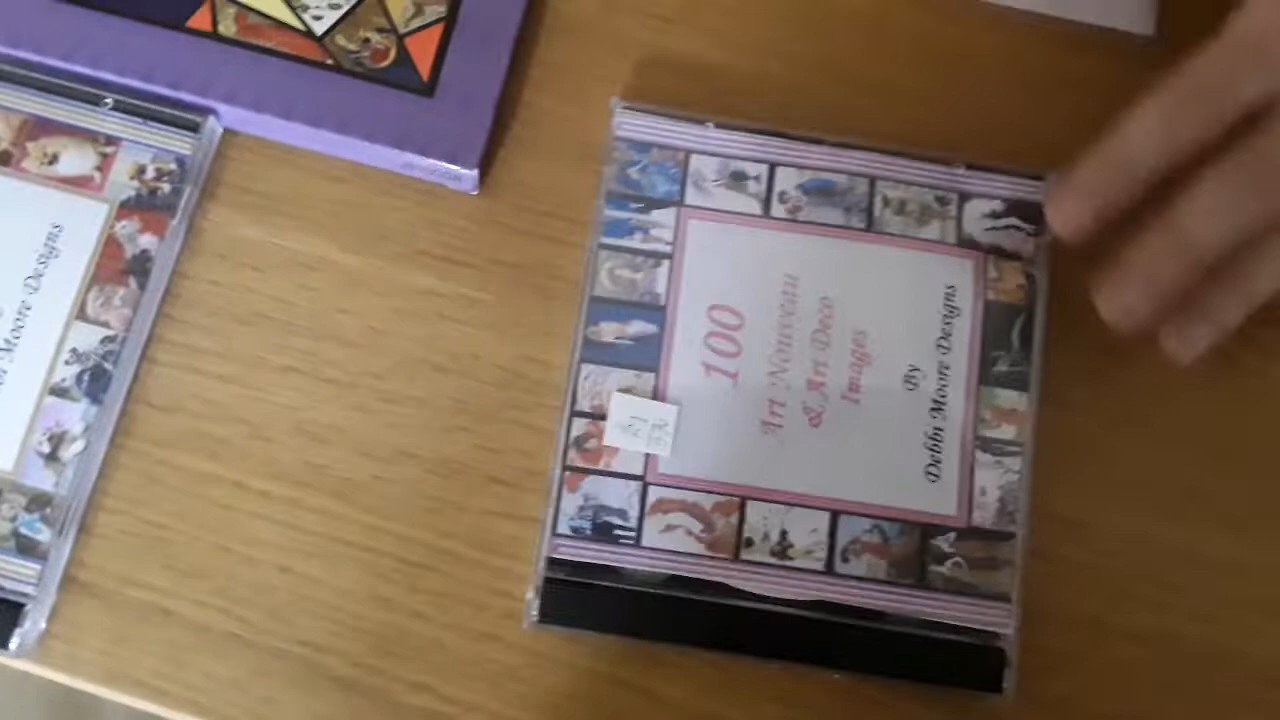 100
Art Nouveau
& Art Deco
Images
By
Debbi Moore Designs
Moore Designs